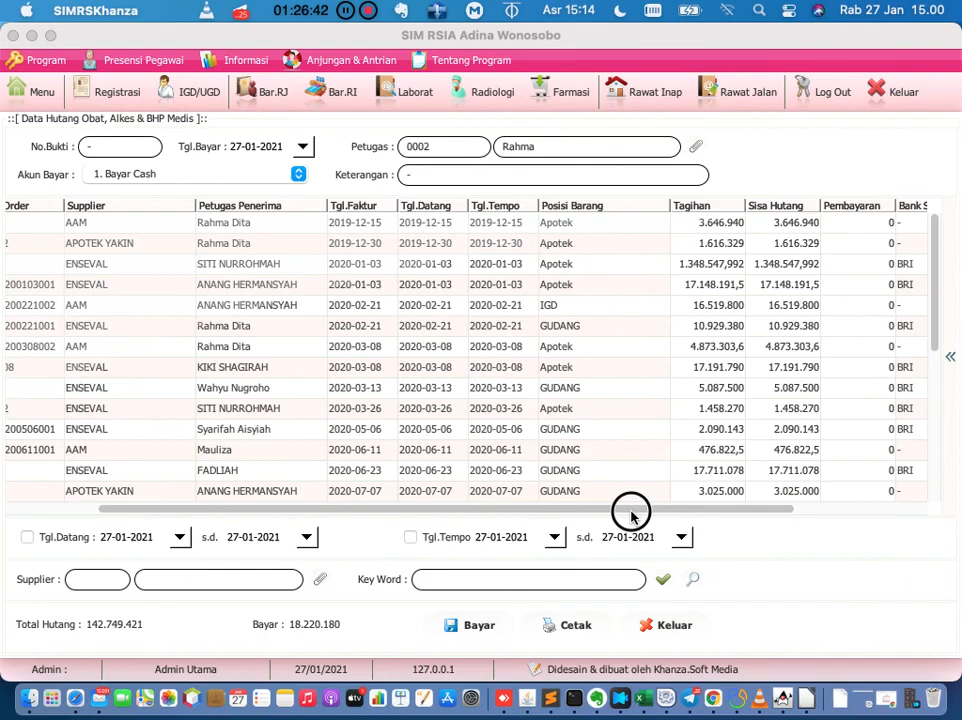 SIMRSKhanza 25 01:26:42 Asr 15:14 Rab 27 Jan 15.00
SIM RSIA Adina Wonosobo
Program Presensi Pegawai Informasi Anjungan & Antrian Tentang Program
Menu Registrasi IGD/UGD Bar.RJ Bar.RI Laborat Radiologi Farmasi Rawat Inap Rawat Jalan Log Out Keluar
::[ Data Hutang Obat, Alkes & BHP Medis ]::
No.Bukti : - Tgl.Bayar : 27-01-2021 Petugas : 0002 Rahma
Akun Bayar : 1. Bayar Cash Keterangan : -
Order Supplier Petugas Penerima Tgl.Faktur Tgl.Datang Tgl.Tempo Posisi Barang Tagihan Sisa Hutang Pembayaran Bank S
AAM Rahma Dita 2019-12-15 2019-12-15 2019-12-15 Apotek 3.646.940 3.646.940 0 -
2 APOTEK YAKIN Rahma Dita 2019-12-30 2019-12-30 2019-12-30 Apotek 1.616.329 1.616.329 0 -
ENSEVAL SITI NURROHMAH 2020-01-03 2020-01-03 2020-01-03 Apotek 1.348.547,992 1.348.547,992 0 BRI
200103001 ENSEVAL ANANG HERMANSYAH 2020-01-03 2020-01-03 2020-01-03 Apotek 17.148.191,5 17.148.191,5 0 BRI
200221002 AAM ANANG HERMANSYAH 2020-02-21 2020-02-21 2020-02-21 IGD 16.519.800 16.519.800 0 -
200221001 ENSEVAL Rahma Dita 2020-02-21 2020-02-21 2020-02-21 GUDANG 10.929.380 10.929.380 0 BRI
200308002 AAM Rahma Dita 2020-03-08 2020-03-08 2020-03-08 Apotek 4.873.303,6 4.873.303,6 0 -
08 ENSEVAL KIKI SHAGIRAH 2020-03-08 2020-03-08 2020-03-08 Apotek 17.191.790 17.191.790 0 BRI
ENSEVAL Wahyu Nugroho 2020-03-13 2020-03-13 2020-03-13 GUDANG 5.087.500 5.087.500 0 BRI
2 ENSEVAL SITI NURROHMAH 2020-03-26 2020-03-26 2020-03-26 Apotek 1.458.270 1.458.270 0 BRI
200506001 ENSEVAL Syarifah Aisyiah 2020-05-06 2020-05-06 2020-05-06 GUDANG 2.090.143 2.090.143 0 BRI
200611001 AAM Mauliza 2020-06-11 2020-06-11 2020-06-11 GUDANG 476.822,5 476.822,5 0 -
ENSEVAL FADLIAH 2020-06-23 2020-06-23 2020-06-23 GUDANG 17.711.078 17.711.078 0 BRI
APOTEK YAKIN ANANG HERMANSYAH 2020-07-07 2020-07-07 2020-07-07 GUDANG 3.025.000 3.025.000 0 -
Tgl.Datang : 27-01-2021 s.d. 27-01-2021 Tgl.Tempo 27-01-2021 s.d. 27-01-2021
Supplier : Key Word :
Total Hutang : 142.749.421 Bayar : 18.220.180 Bayar Cetak Keluar
Admin : Admin Utama 27/01/2021 127.0.0.1 Didesain & dibuat oleh Khanza.Soft Media